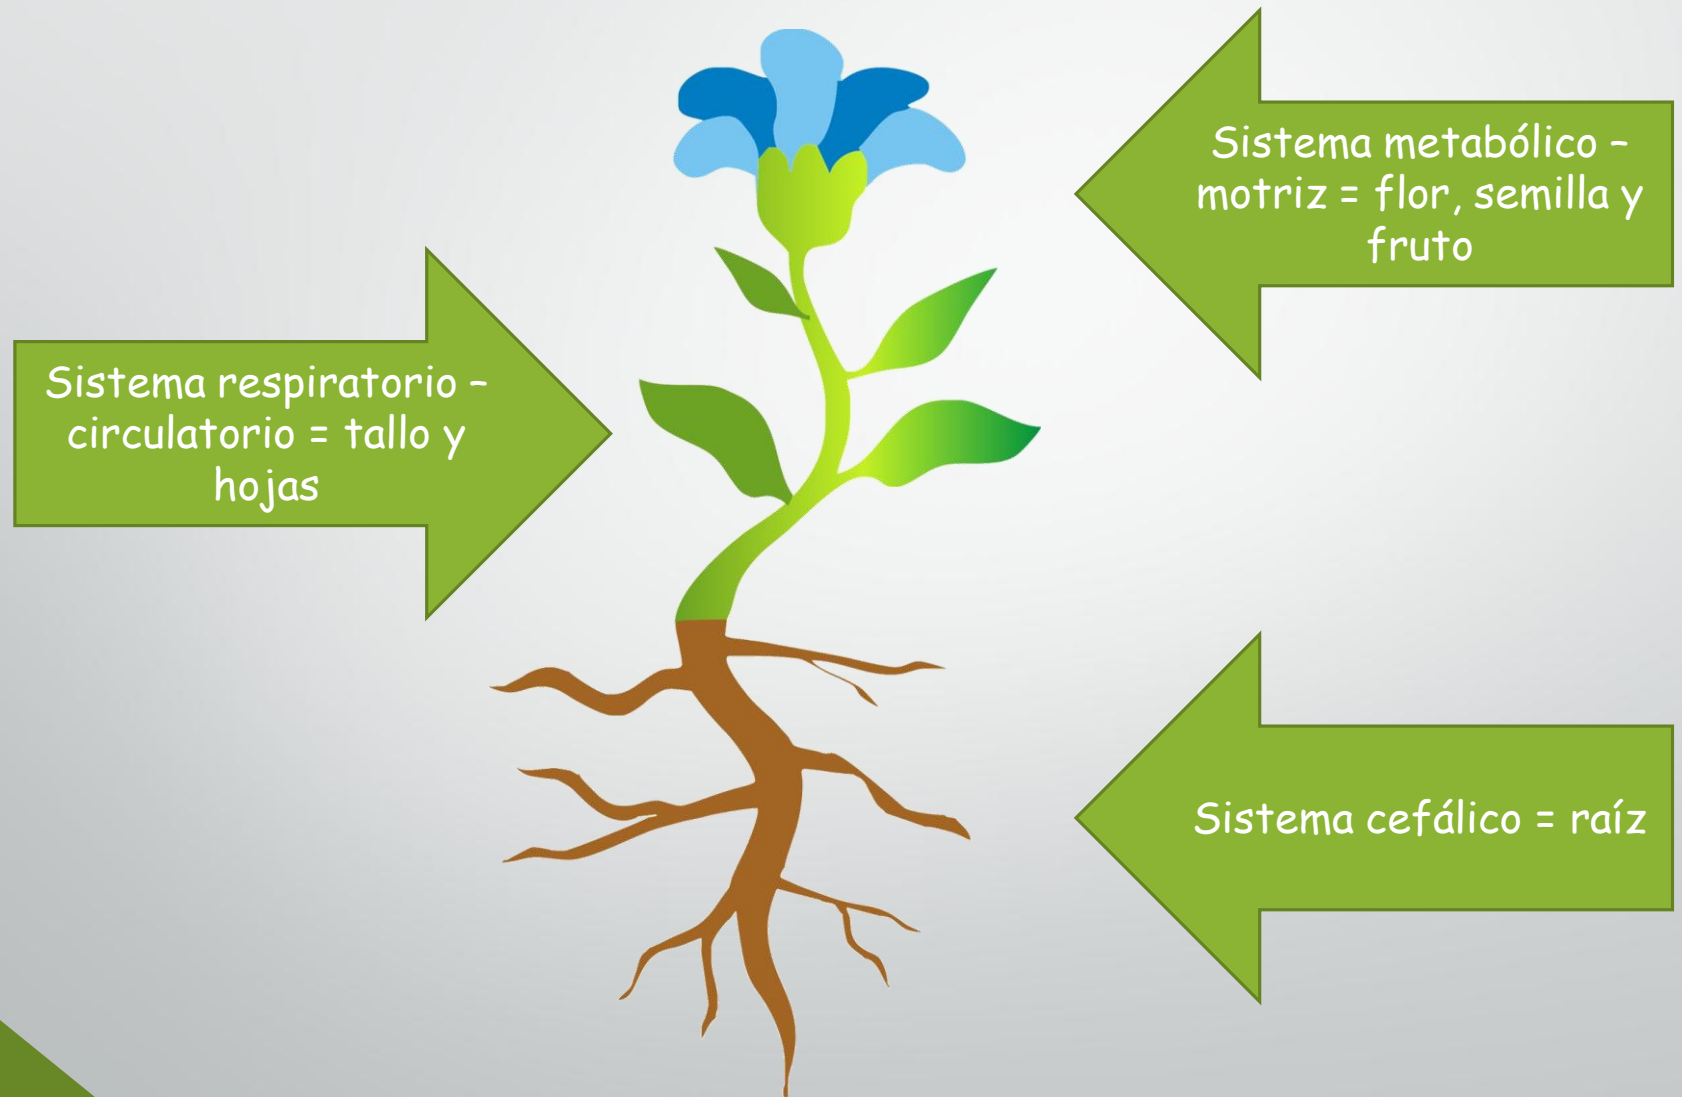 Sistema metabólico –
motriz = flor, semilla y
fruto
Sistema respiratorio –
circulatorio = tallo y
hojas
Sistema cefálico = raíz